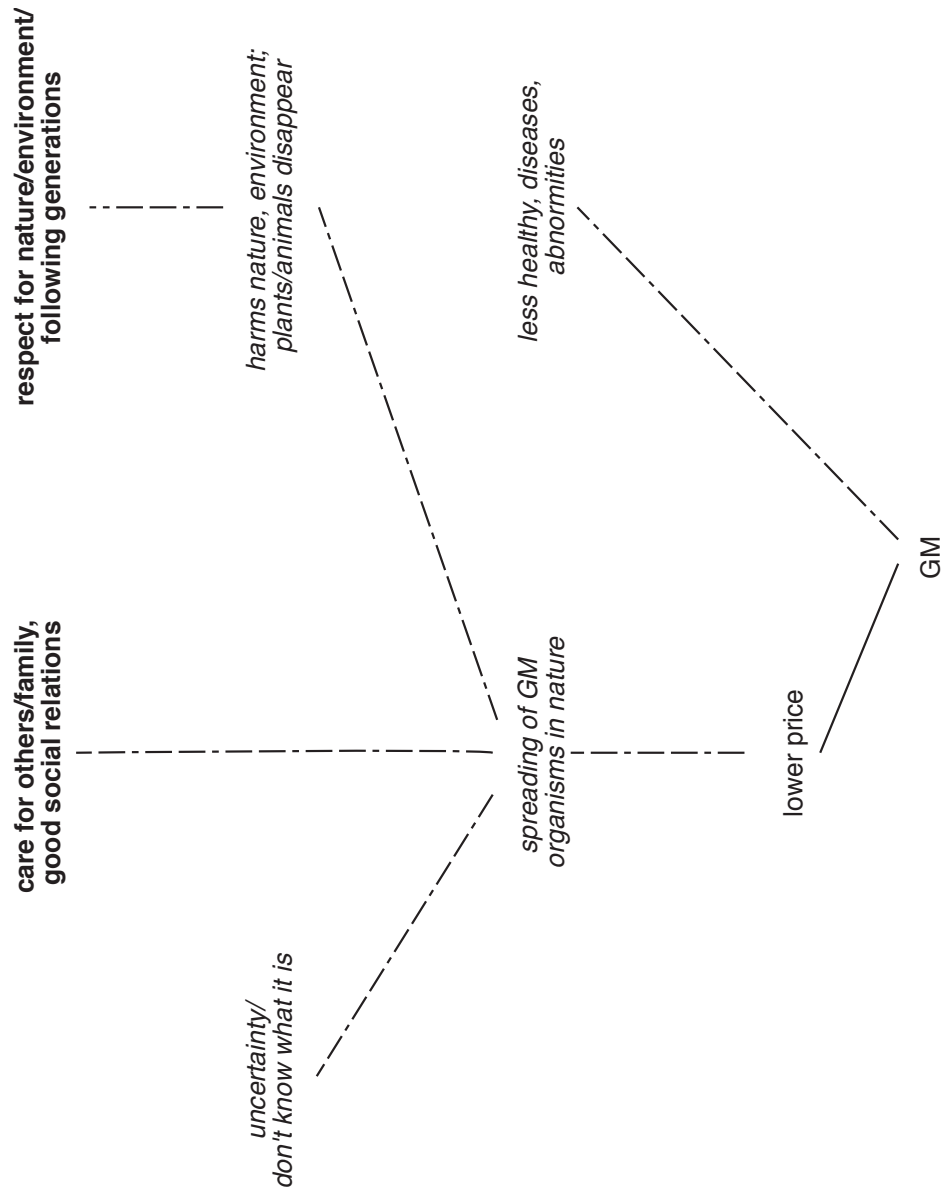 care for others/family,
good social relations
respect for nature/environment/
following generations
uncertainty/
don't know what it is
harms nature, environment;
plants/animals disappear
spreading of GM
organisms in nature
less healthy, diseases,
abnormities
lower price
GM